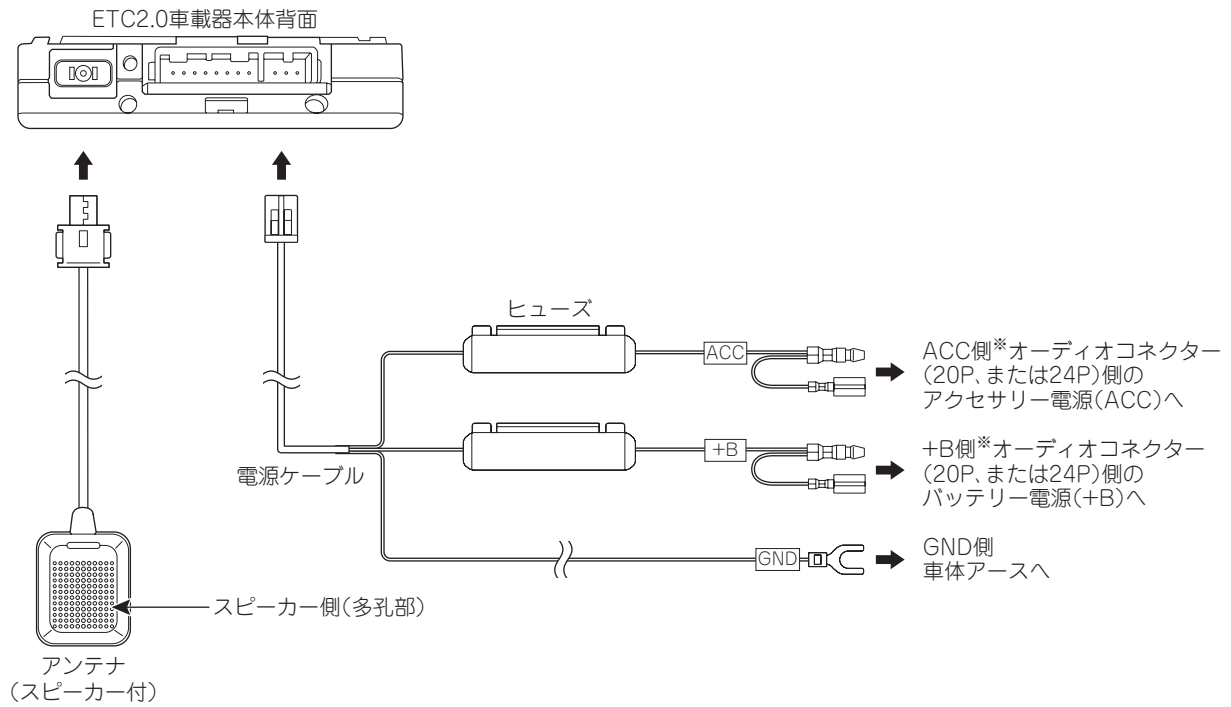 ETC2.0車載器本体背面
ヒューズ
ACC
ACC側※オーディオコネクター
(20P、または24P)側の
アクセサリー電源(ACC)へ
+B
+B側※オーディオコネクター
(20P、または24P)側の
バッテリー電源(+B)へ
電源ケーブル
GND
GND側
車体アースへ
スピーカー側(多孔部)
アンテナ
(スピーカー付)